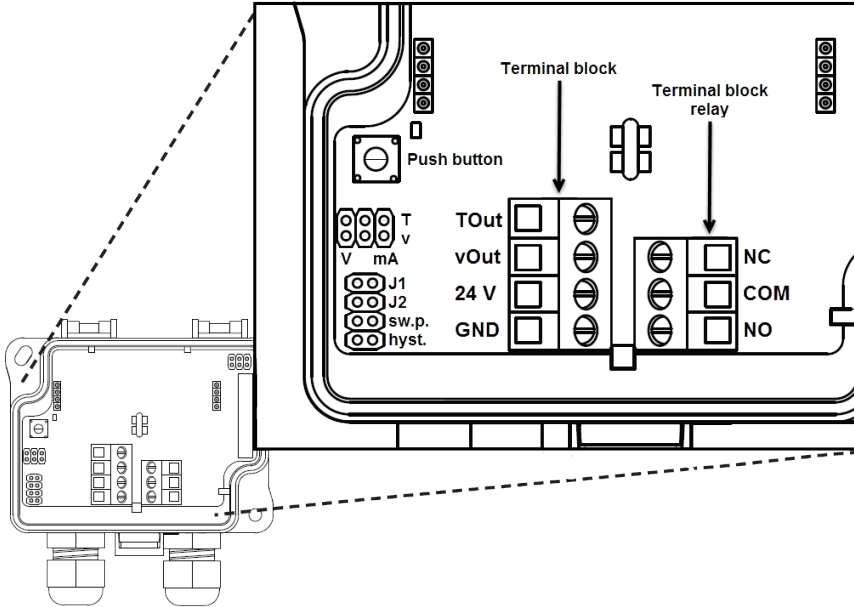 Terminal block
Terminal block
relay
Push button
T
v
V mA
J1
J2
sw.p.
hyst.
TOut
vOut
24 V
GND
NC
COM
NO